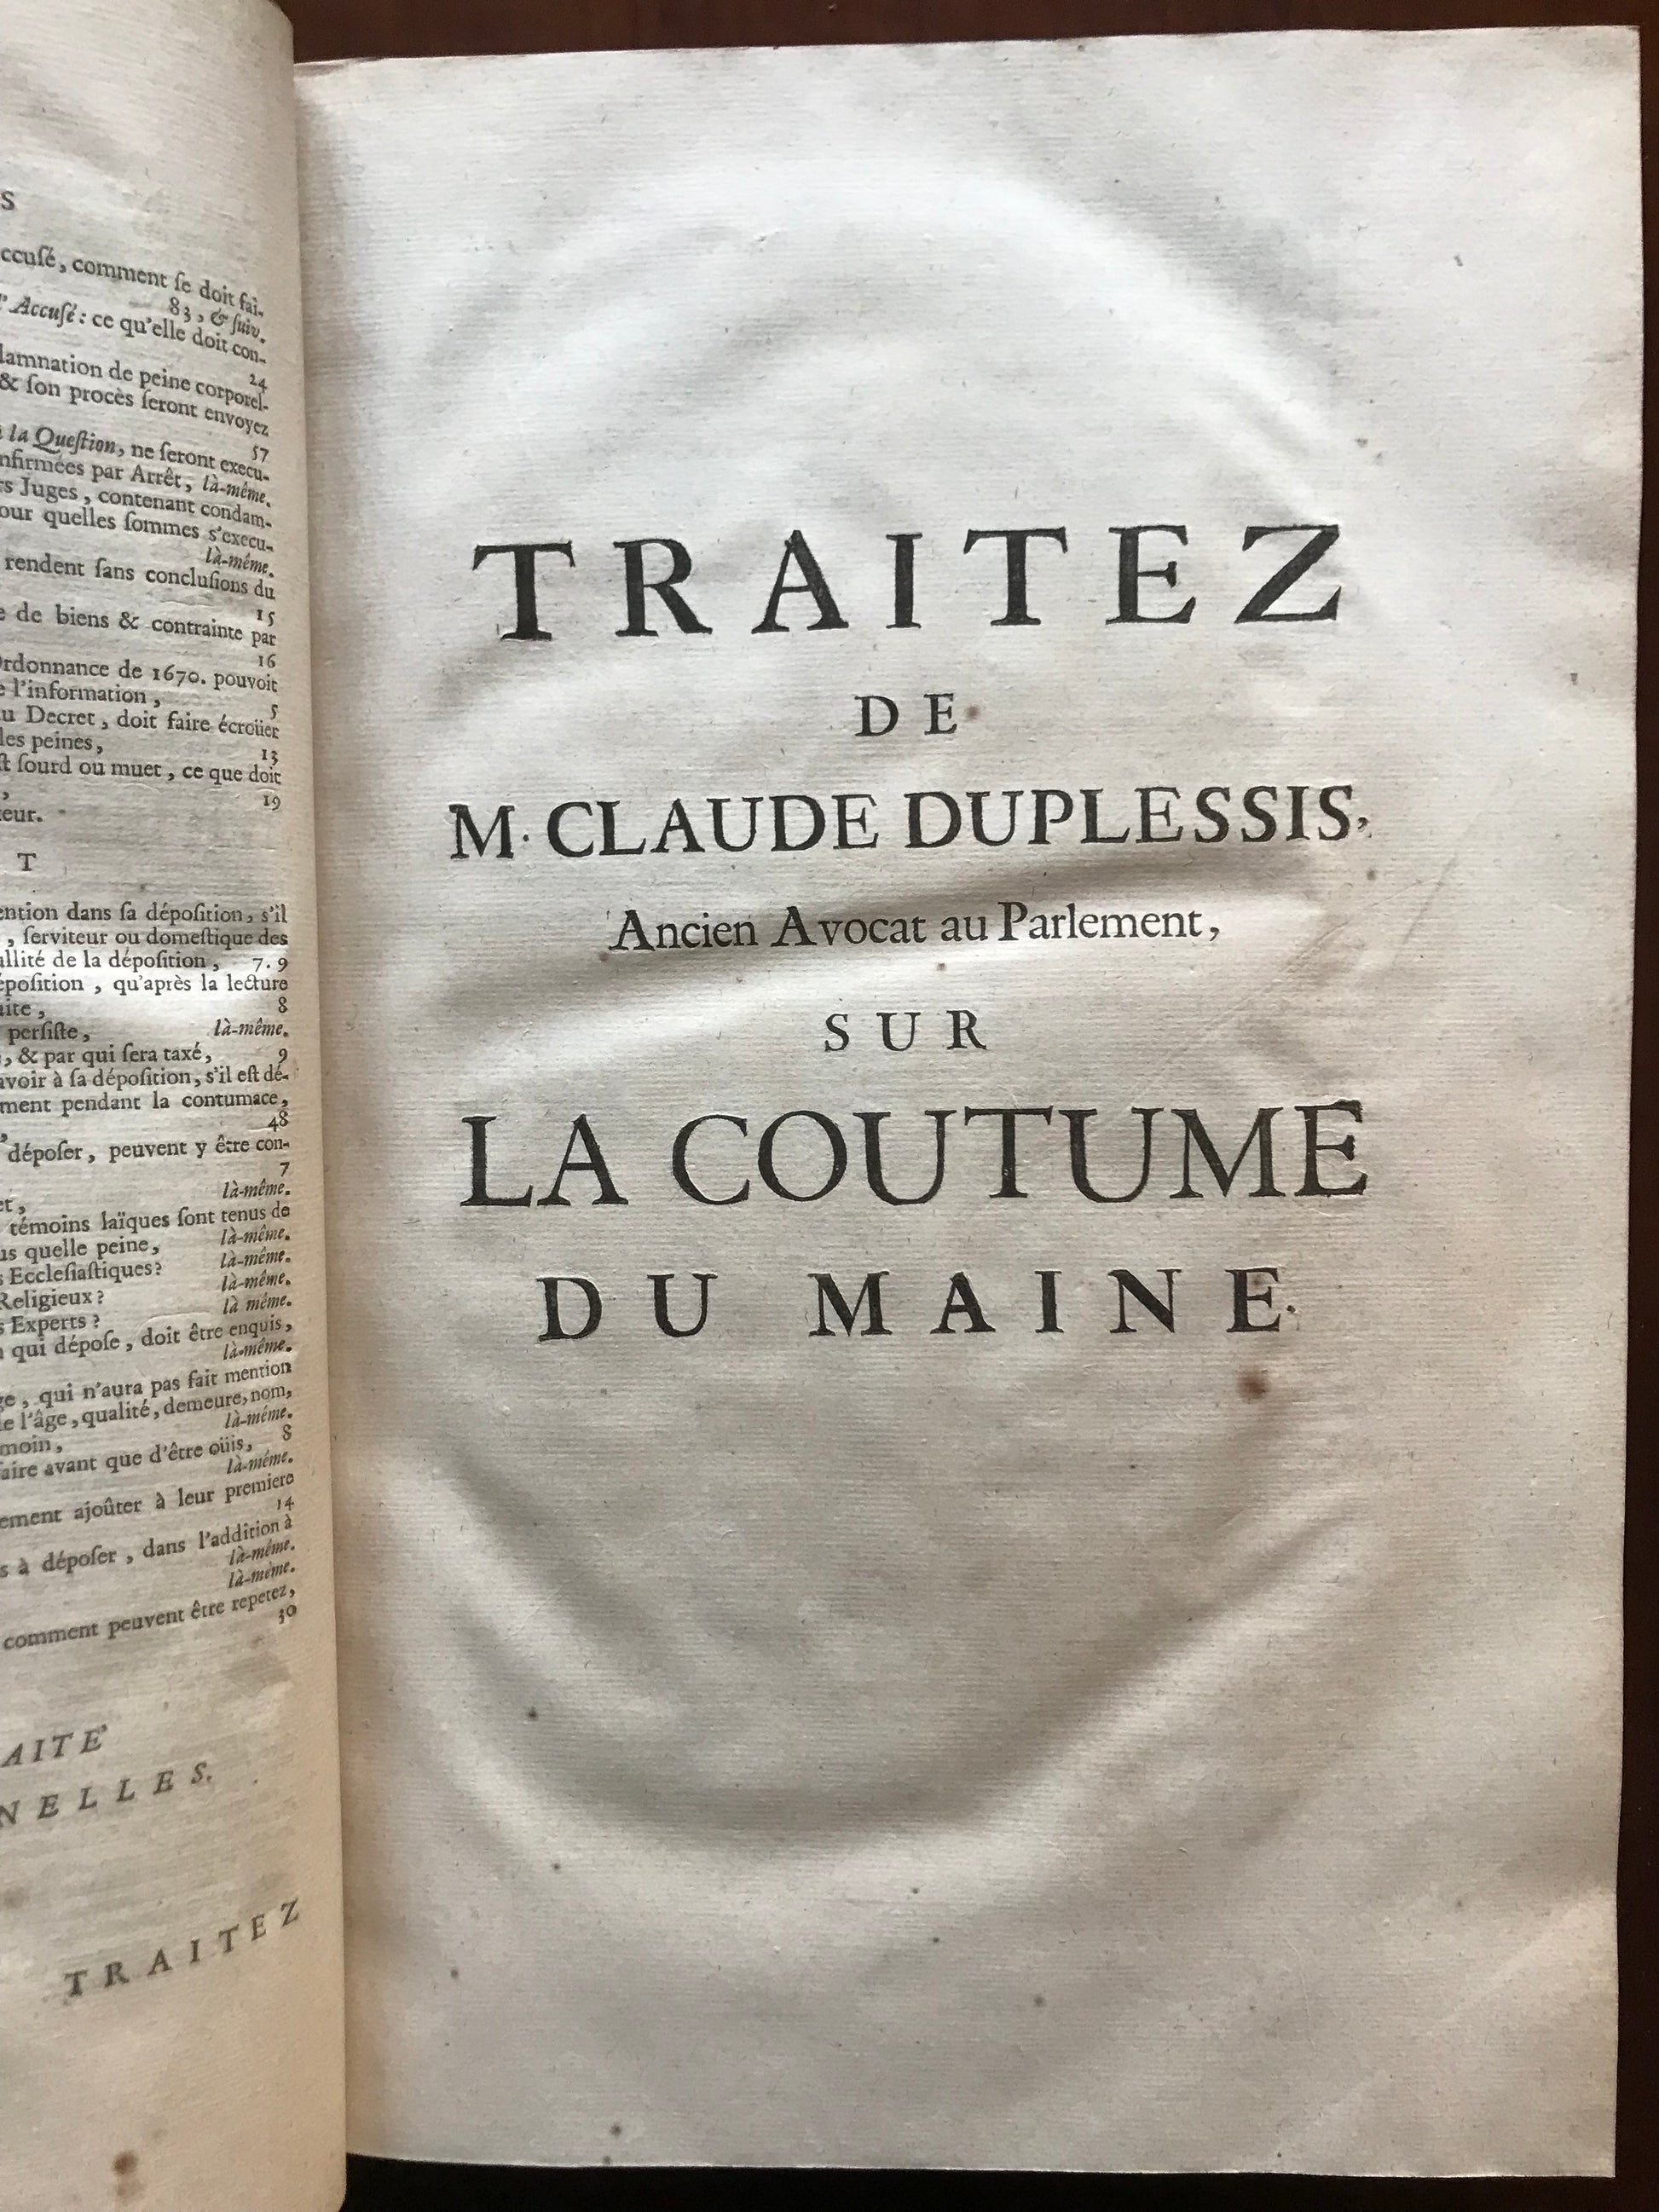 S
ccuſé, comment ſe doit fai-
83, & ſuiv.
l'Accuſé: ce qu'elle doit con-
24
damnation de peine corporel-
& ſon procès ſeront envoyez
57
à la Queſtion, ne ſeront execu-
nfirmées par Arrêt, là-même.
rs Juges, contenant condam-
our quelles ſommes s'execu-
là-même.
rendent ſans concluſions du
15
e de biens & contrainte par
16
Ordonnance de 1670. pouvoit
e l'information, 5
u Decret, doit faire écroüer
les peines, 13
ſt ſourd ou muet, ce que doit
, 19
teur.
T
ention dans ſa dépoſition, s'il
, ſerviteur ou domeſtique des
ullité de la dépoſition, 7. 9
époſition, qu'après la lecture
uite, 8
perſiſte, là-même.
, & par qui ſera taxé, 9
avoir à ſa dépoſition, s'il eſt dé-
ment pendant la contumace,
48
dépoſer, peuvent y être con-
7
et, là-même.
témoins laïques ſont tenus de
us quelle peine, là-même.
s Eccleſiaſtiques? là-même.
Religieux? là-même.
s Experts? là même.
n qui dépoſe, doit être enquis,
là-même.
ge, qui n'aura pas fait mention
de l'âge, qualité, demeure, nom,
moin, là-même.
faire avant que d'être oüis, 8
là-même.
ement ajoûter à leur premiere
14
s à dépoſer, dans l'addition à
là-même.
là-même.
comment peuvent être repetez,
30
AITE'
NELLES.
TRAITEZ
TRAITEZ
DE
M. CLAUDE DUPLESSIS,
Ancien Avocat au Parlement,
SUR
LA COUTUME
DU MAINE.